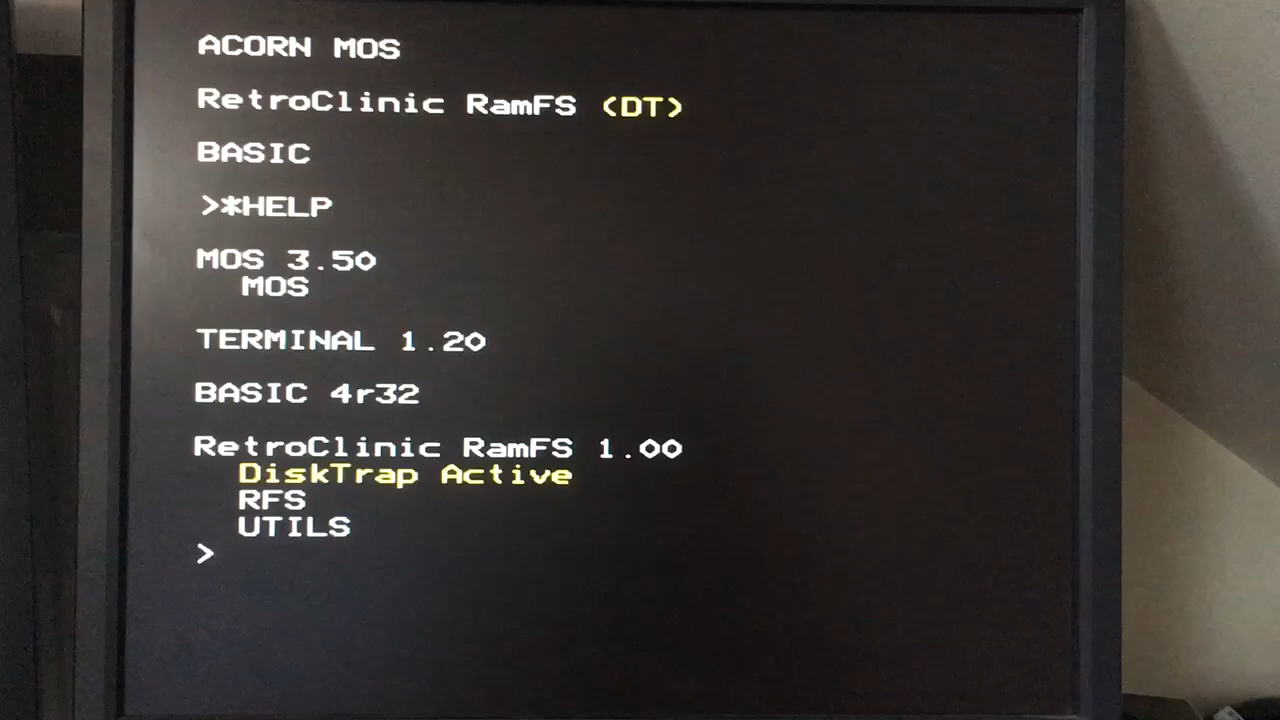 ACORN MOS
RetroClinic RamFS (DT)
BASIC
>*HELP
MOS 3.50
MOS
TERMINAL 1.20
BASIC 4r32
RetroClinic RamFS 1.00
DiskTrap Active
RFS
UTILS
>